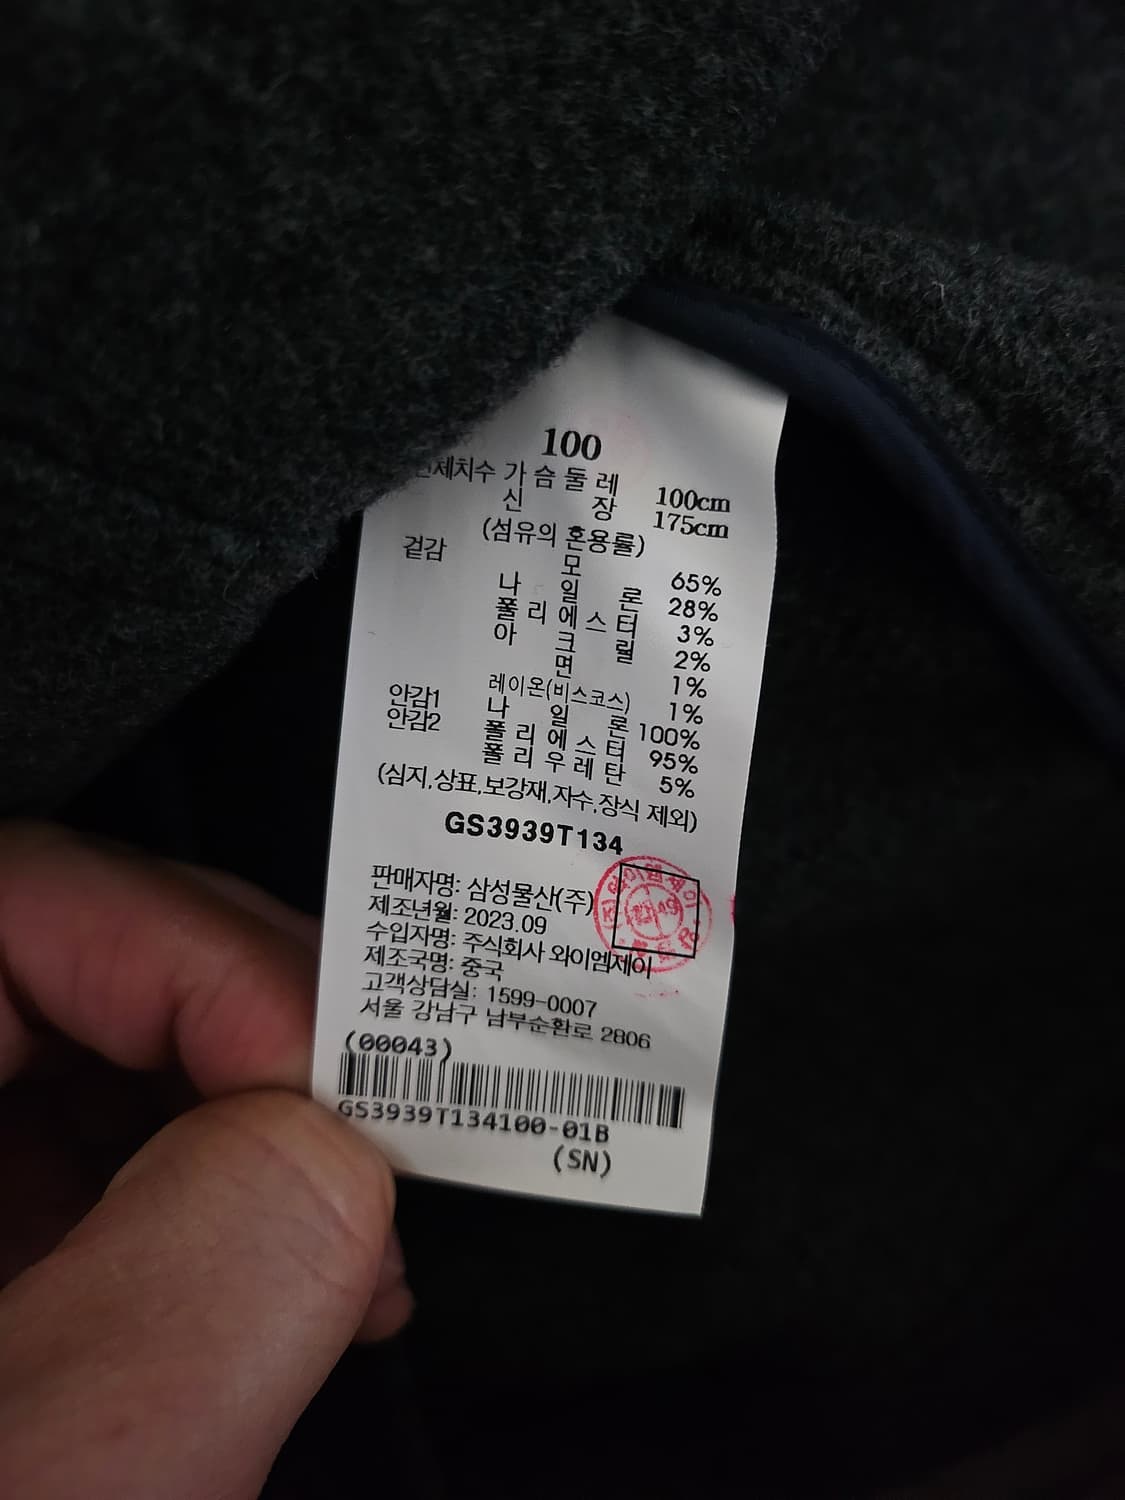 100
신체치수 가슴둘레 100cm
신장 175cm
(섬유의 혼용률)
겉감 모 65%
나일론 28%
폴리에스터 3%
아크릴 2%
면 1%
레이온(비스코스) 1%
안감1 나일론 100%
안감2 폴리에스터 95%
폴리우레탄 5%
(심지,상표,보강재,자수,장식 제외)
GS3939T134
판매자명: 삼성물산(주)
제조년월: 2023.09
수입자명: 주식회사 와이엠제이
제조국명: 중국
고객상담실: 1599-0007
서울 강남구 남부순환로 2806
(00043)
GS3939T134100-01B
(SN)